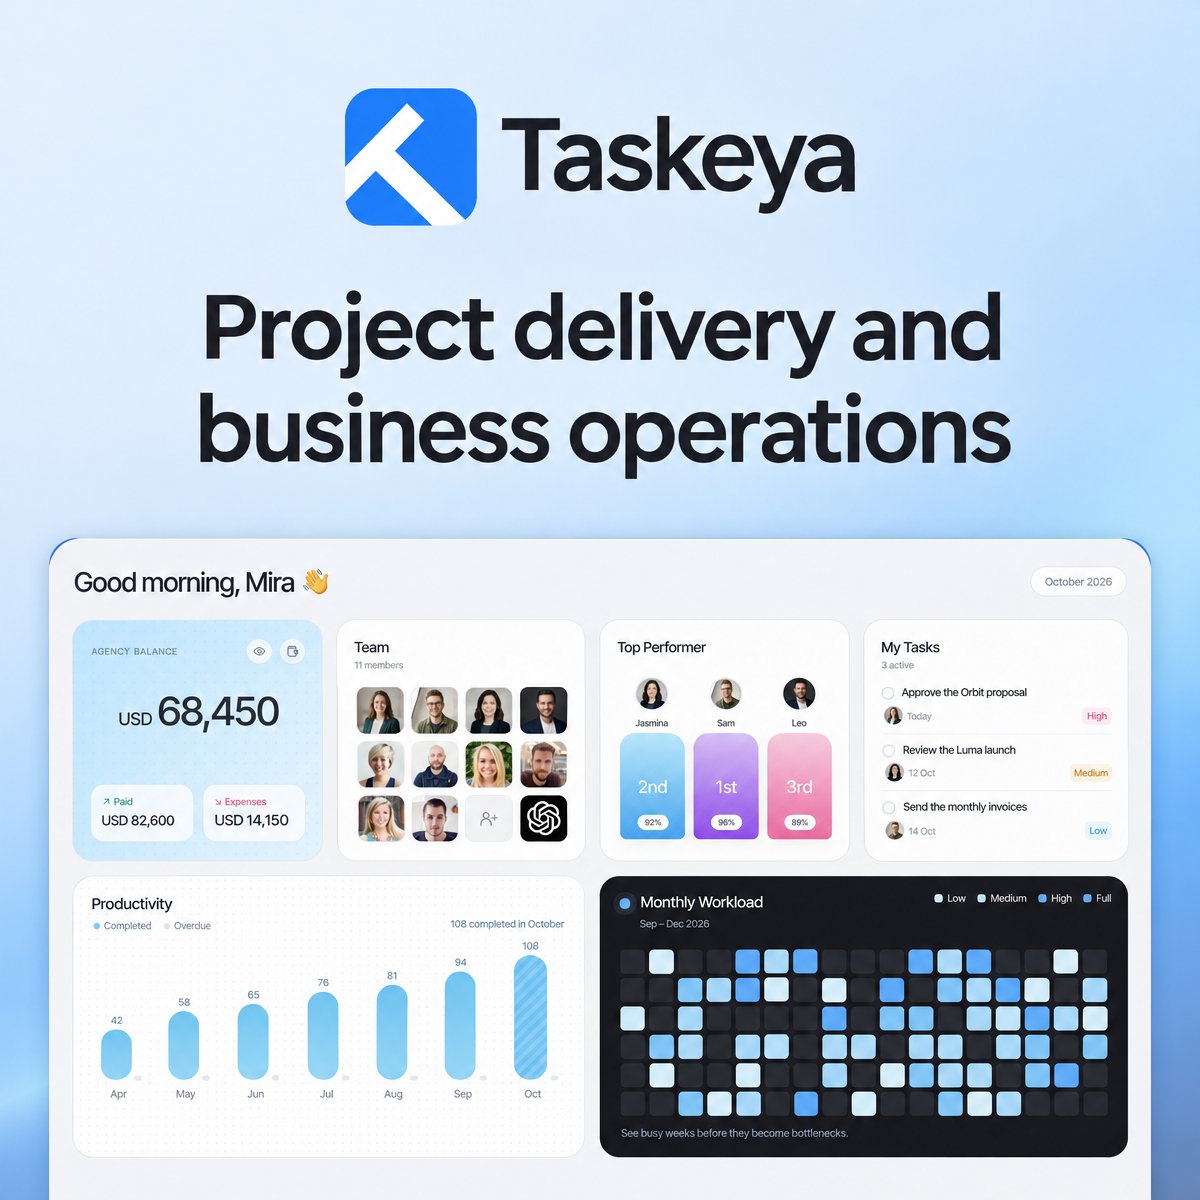 Taskeya
Project delivery and
business operations
Good morning, Mira 👋
October 2026
AGENCY BALANCE
USD 68,450
↗ Paid
USD 82,600
↘ Expenses
USD 14,150
Team
11 members
Top Performer
Jasmina
Sam
Leo
2nd
1st
3rd
92%
96%
89%
My Tasks
3 active
Approve the Orbit proposal
Today
High
Review the Luma launch
12 Oct
Medium
Send the monthly invoices
14 Oct
Low
Productivity
Completed
Overdue
108 completed in October
42
58
65
76
81
94
108
Apr
May
Jun
Jul
Aug
Sep
Oct
Monthly Workload
Sep – Dec 2026
Low
Medium
High
Full
See busy weeks before they become bottlenecks.